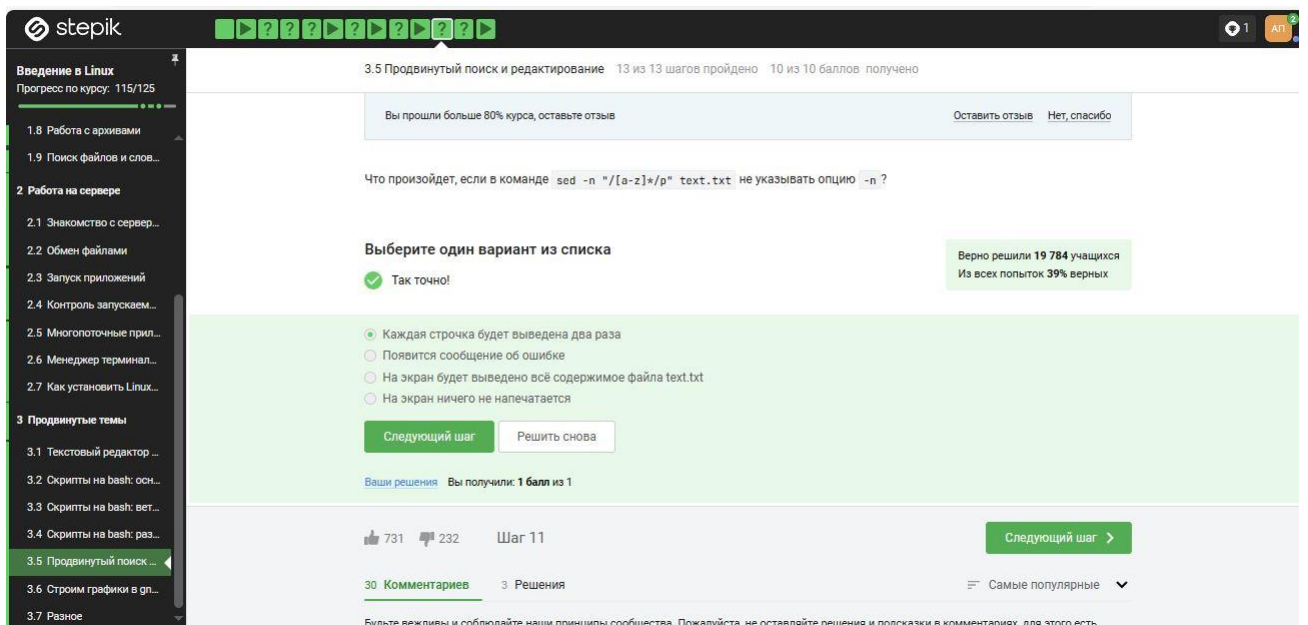 stepik
? ? ? ? ? ? ?
1
АП
2
Введение в Linux
Прогресс по курсу: 115/125
1.8 Работа с архивами
1.9 Поиск файлов и слов...
2 Работа на сервере
2.1 Знакомство с сервер...
2.2 Обмен файлами
2.3 Запуск приложений
2.4 Контроль запускаем...
2.5 Многопоточные прил...
2.6 Менеджер терминал...
2.7 Как установить Linux...
3 Продвинутые темы
3.1 Текстовый редактор ...
3.2 Скрипты на bash: осн...
3.3 Скрипты на bash: вет...
3.4 Скрипты на bash: раз...
3.5 Продвинутый поиск ...
3.6 Строим графики в gn...
3.7 Разное
3.5 Продвинутый поиск и редактирование 13 из 13 шагов пройдено 10 из 10 баллов получено
Вы прошли больше 80% курса, оставьте отзыв Оставить отзыв Нет, спасибо
Что произойдет, если в команде sed -n "/[a-z]*/p" text.txt не указывать опцию -n ?
Выберите один вариант из списка
Так точно!
Верно решили 19 784 учащихся
Из всех попыток 39% верных
Каждая строчка будет выведена два раза
Появится сообщение об ошибке
На экран будет выведено всё содержимое файла text.txt
На экран ничего не напечатается
Следующий шаг Решить снова
Ваши решения Вы получили: 1 балл из 1
731 232 Шаг 11 Следующий шаг
30 Комментариев 3 Решения Самые популярные
Будьте вежливы и соблюдайте наши принципы сообщества. Пожалуйста, не оставляйте решения и подсказки в комментариях, для этого есть